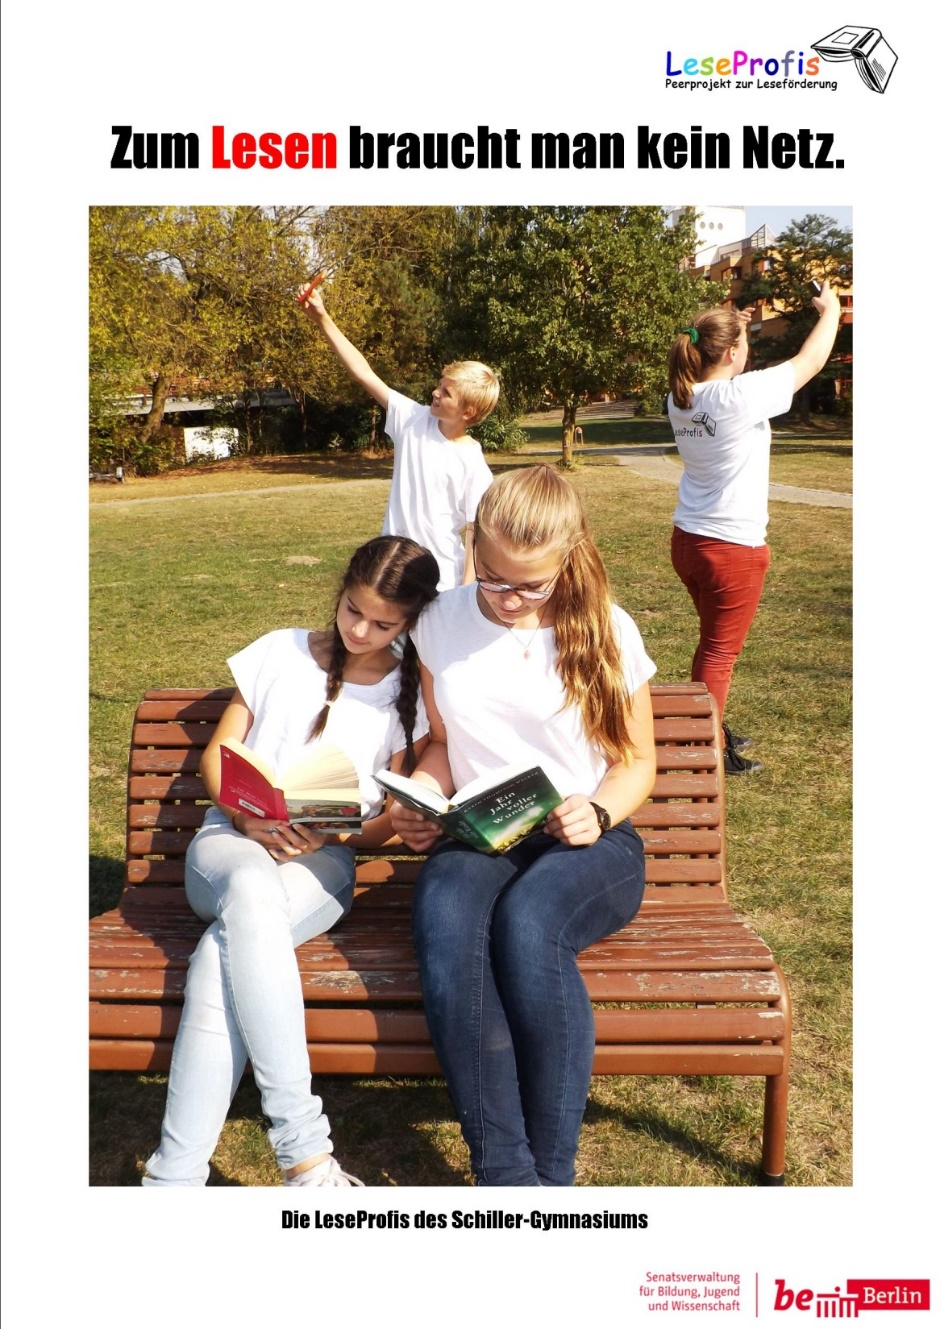 LeseProfis
Peerprojekt zur Leseförderung
Zum Lesen braucht man kein Netz.
LeseProfis
Ein
Jahr voller
Wunder
Die LeseProfis des Schiller-Gymnasiums
Senatsverwaltung
für Bildung, Jugend
und Wissenschaft
be Berlin